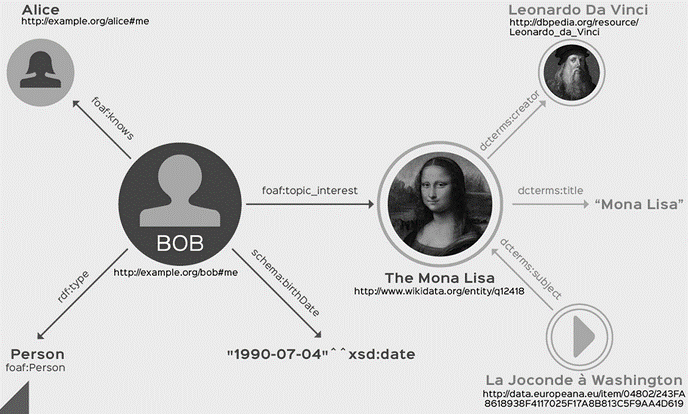 Alice
http://example.org/alice#me
Leonardo Da Vinci
http://dbpedia.org/resource/
Leonardo_da_Vinci
foaf:knows
dcterms:creator
foaf:topic_interest
dcterms:title
"Mona Lisa"
BOB
http://example.org/bob#me
rdf:type
schema:birthDate
dcterms:subject
The Mona Lisa
http://www.wikidata.org/entity/q12418
Person
foaf:Person
"1990-07-04"^^xsd:date
La Joconde à Washington
http://data.europeana.eu/item/04802/243FA
8618938F4117025F17A8B813C5F9AA4D619